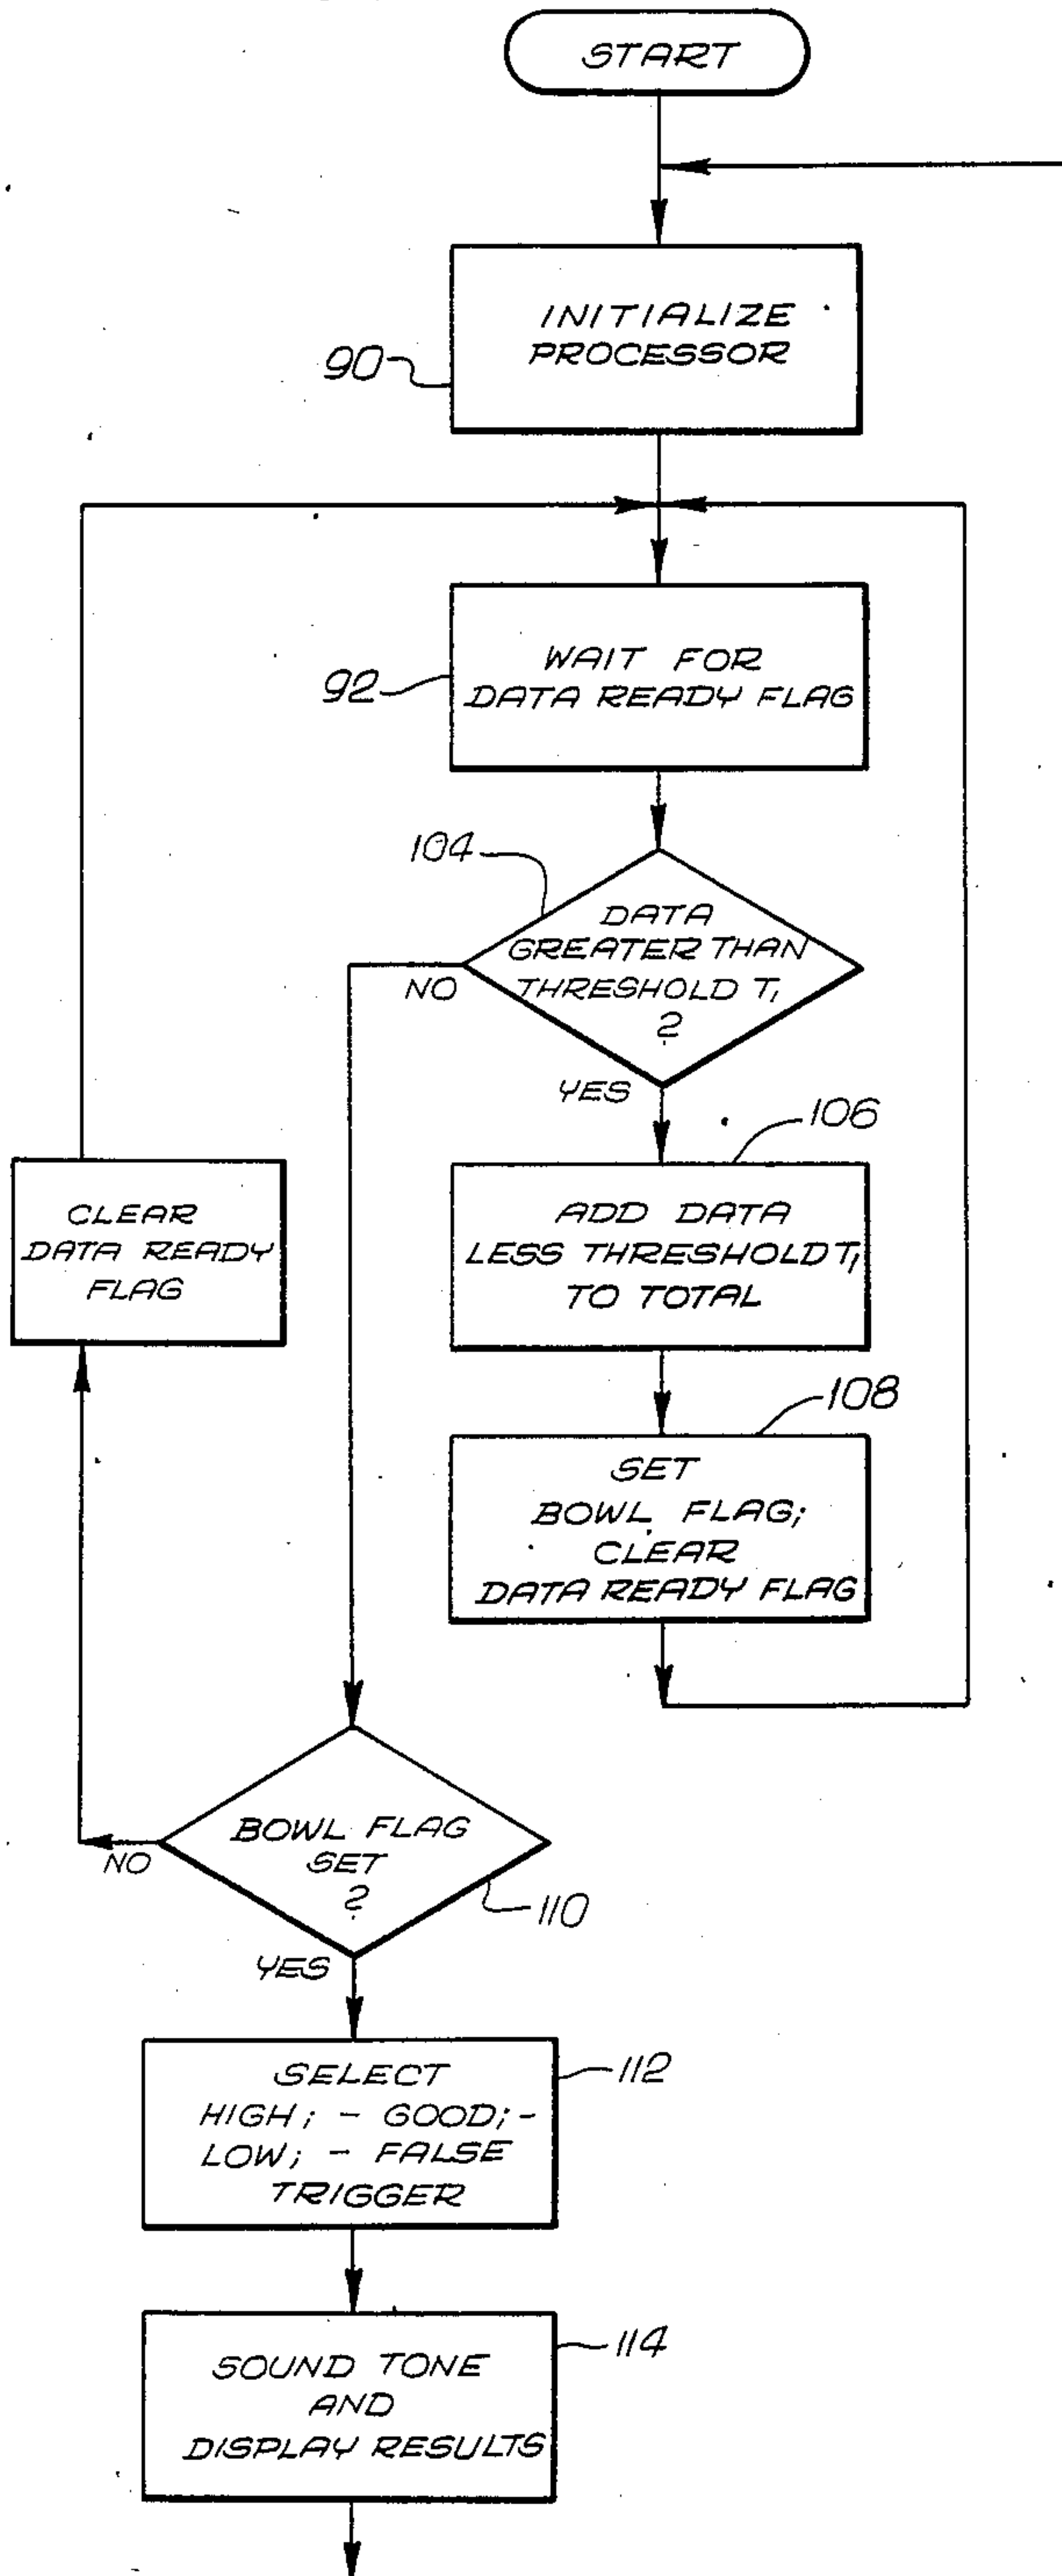 START
INITIALIZE
PROCESSOR
90
WAIT FOR
DATA READY FLAG
92
104
DATA
GREATER THAN
THRESHOLD T1
?
NO
YES
106
ADD DATA
LESS THRESHOLD T1
TO TOTAL
CLEAR
DATA READY
FLAG
108
SET
BOWL FLAG;
CLEAR
DATA READY FLAG
BOWL FLAG
SET
?
NO
110
YES
SELECT
HIGH; - GOOD; -
LOW; - FALSE
TRIGGER
112
SOUND TONE
AND
DISPLAY RESULTS
114